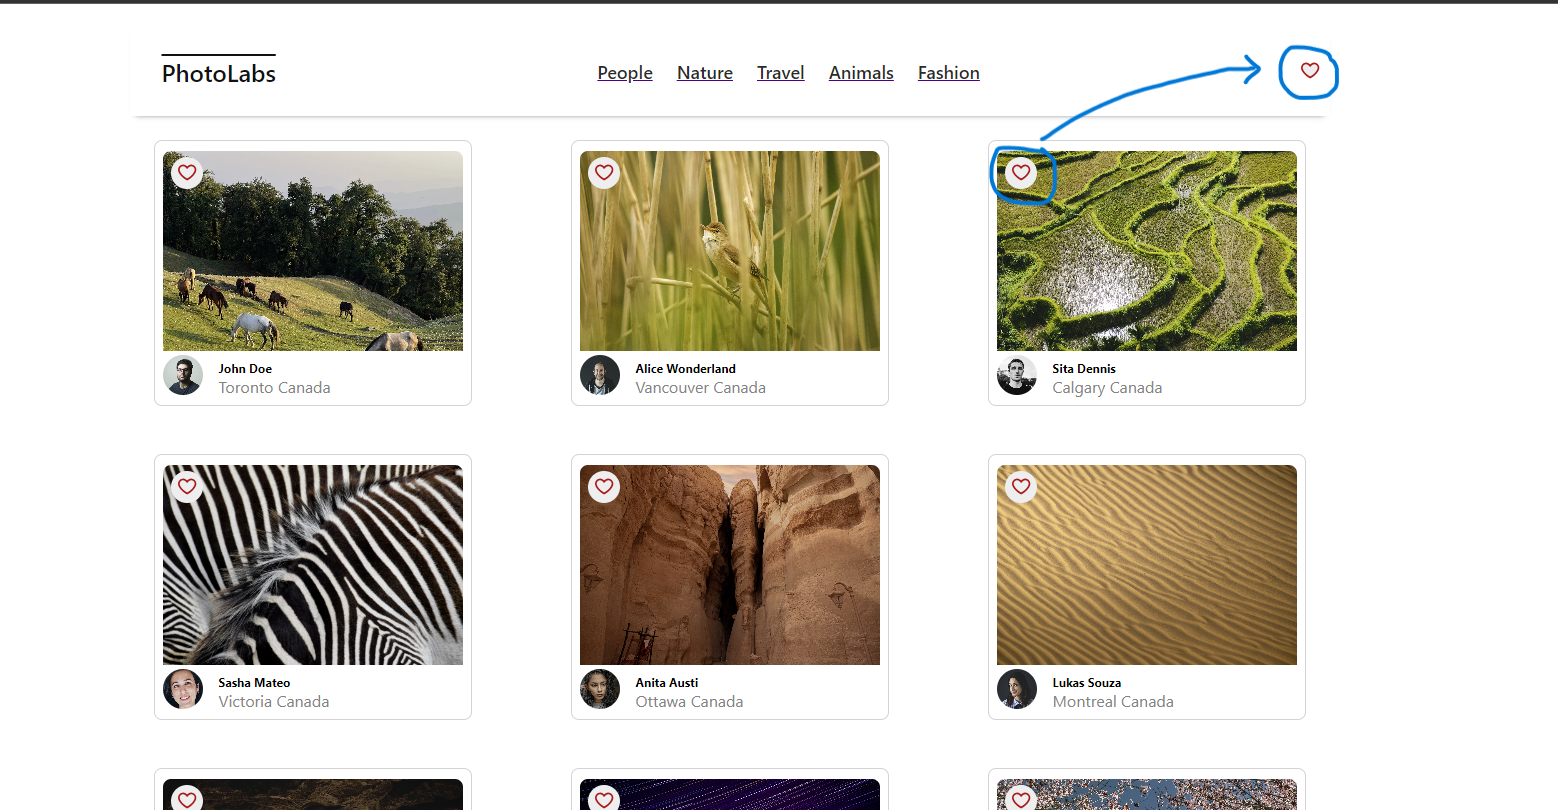 PhotoLabs
People Nature Travel Animals Fashion
John Doe
Toronto Canada
Alice Wonderland
Vancouver Canada
Sita Dennis
Calgary Canada
Sasha Mateo
Victoria Canada
Anita Austi
Ottawa Canada
Lukas Souza
Montreal Canada